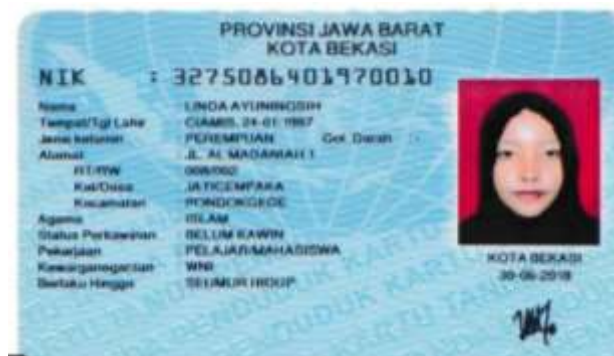 PROVINSI JAWA BARAT
KOTA BEKASI
NIK : 3275086401970010
Nama : LINDA AYUNINGSIH
Tempat/Tgl Lahir : CIAMIS, 24-01-1997
Jenis kelamin : PEREMPUAN Gol. Darah : -
Alamat : JL. AL MADANIAH 1
RT/RW : 008/002
Kel/Desa : JATICEMPAKA
Kecamatan : PONDOKGEDE
Agama : ISLAM
Status Perkawinan : BELUM KAWIN
Pekerjaan : PELAJAR/MAHASISWA
Kewarganegaraan : WNI
Berlaku Hingga : SEUMUR HIDUP
KOTA BEKASI
30-06-2018